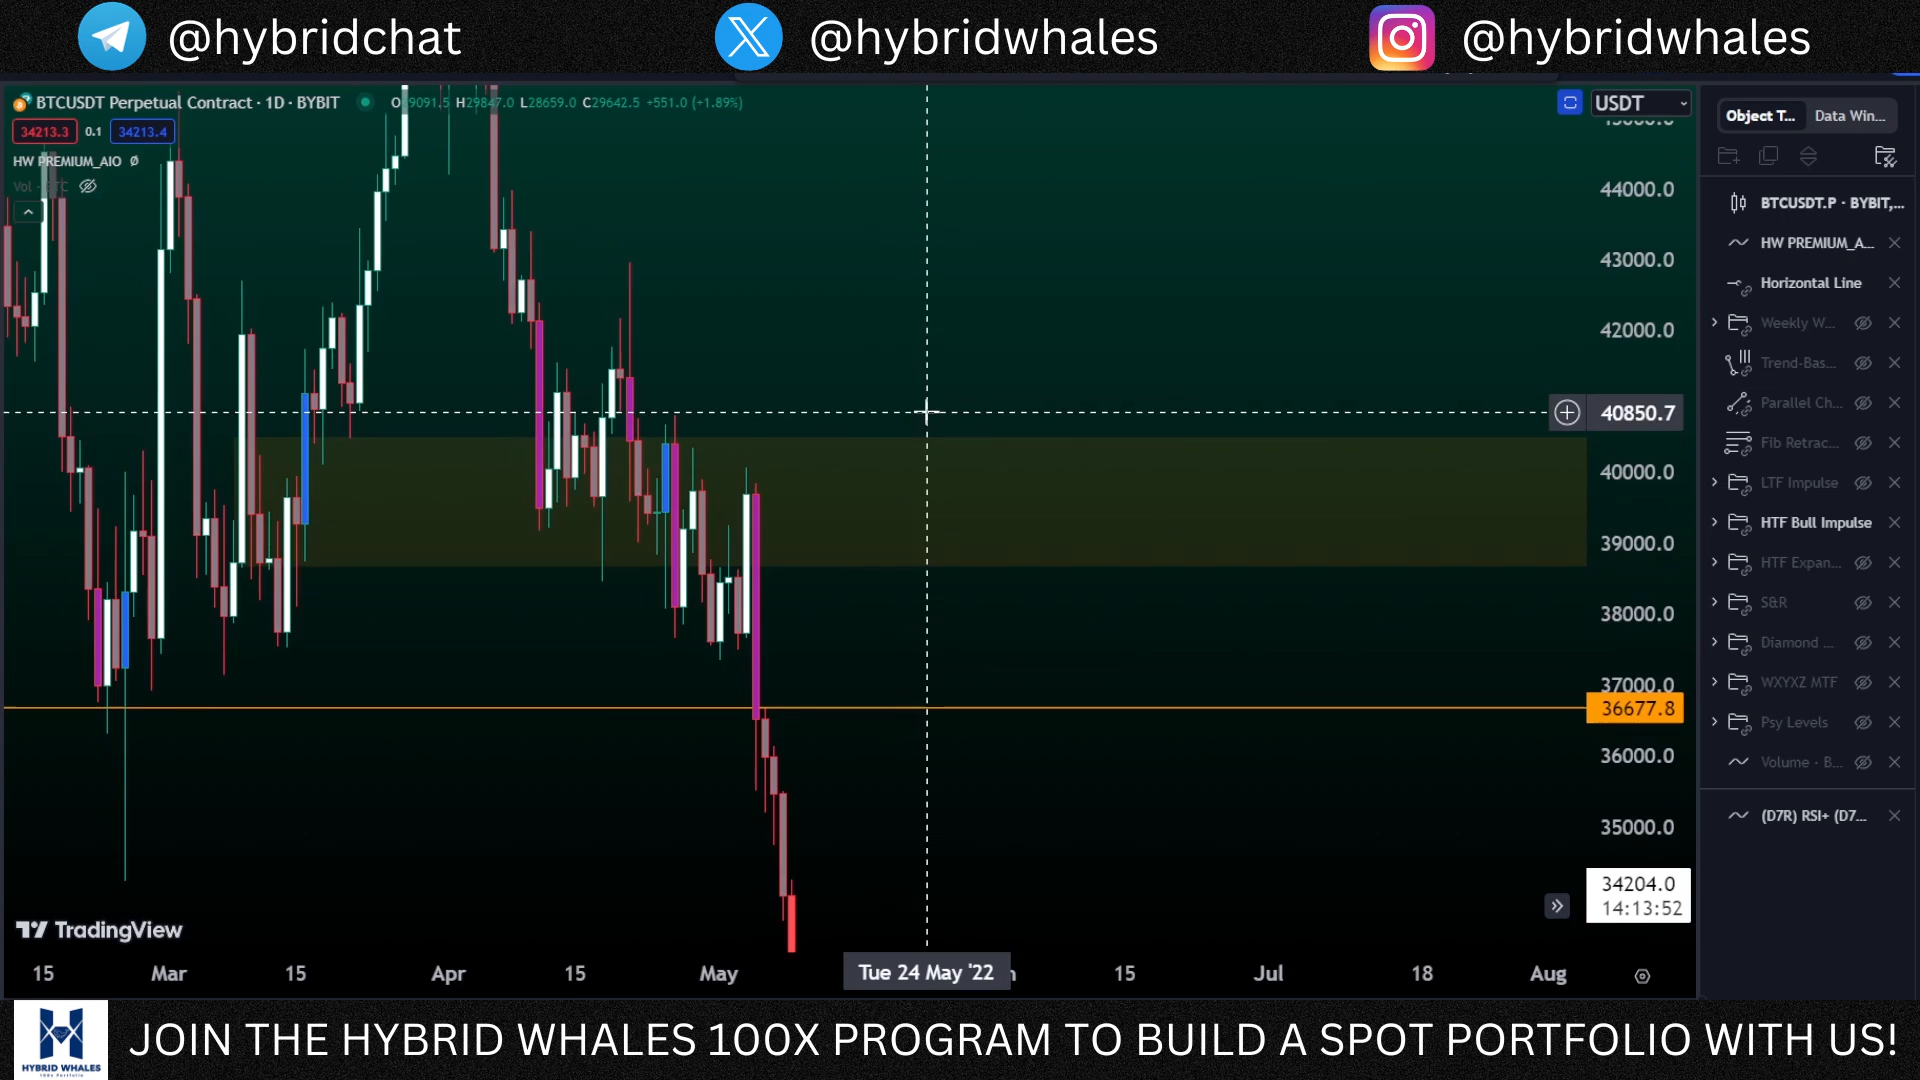 @hybridchat
@hybridwhales
@hybridwhales
BTCUSDT Perpetual Contract · 1D · BYBIT
O29091.5 H29847.0 L28659.0 C29642.5 +551.0 (+1.89%)
34213.3 0.1 34213.4
HW PREMIUM_AIO Ø
USDT
44000.0
43000.0
42000.0
40850.7
40000.0
39000.0
38000.0
37000.0
36677.8
36000.0
35000.0
34204.0
14:13:52
TradingView
15 Mar 15 Apr 15 May Tue 24 May '22 15 Jul 18 Aug
Object T... Data Win...
BTCUSDT.P · BYBIT,...
HW PREMIUM_A...
Horizontal Line
Weekly W...
Trend-Bas...
Parallel Ch...
Fib Retrac...
LTF Impulse
HTF Bull Impulse
HTF Expan...
S&R
Diamond ...
WXYXZ MTF
Psy Levels
Volume · B...
(D7R) RSI+ (D7...
HYBRID WHALES
JOIN THE HYBRID WHALES 100X PROGRAM TO BUILD A SPOT PORTFOLIO WITH US!